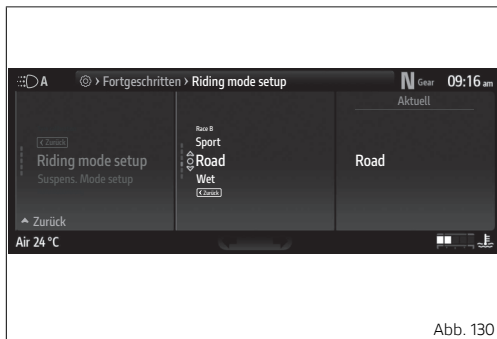 A Fortgeschritten > Riding mode setup N Gear 09:16 am
Aktuell
< Zurück
Riding mode setup
Suspens. Mode setup
Zurück
Race B
Sport
Road
Wet
< Zurück
Road
Air 24 °C
Abb. 130